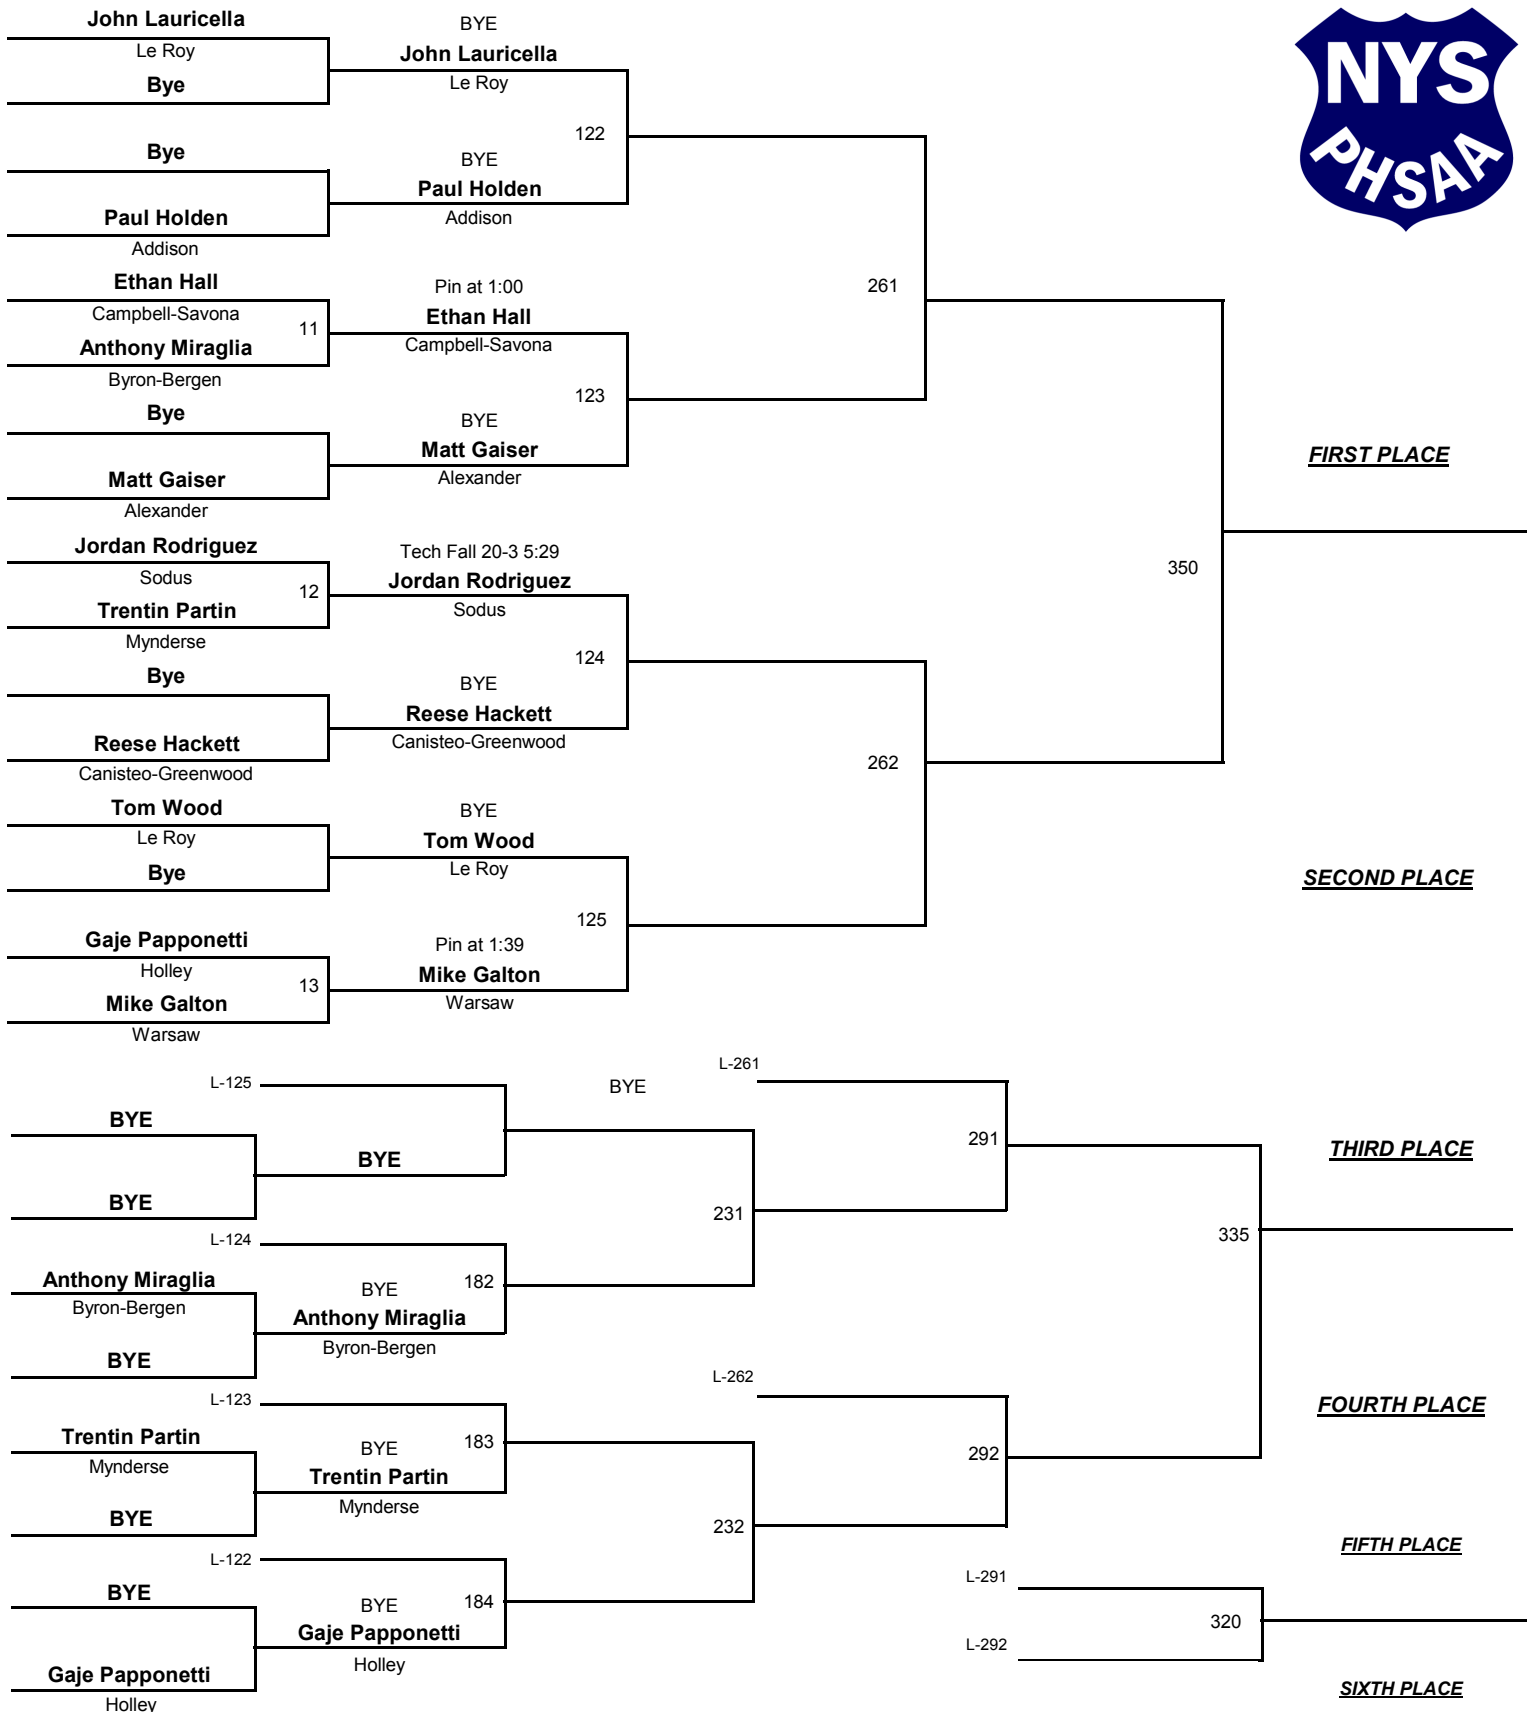 John Lauricella
Le Roy
Bye
BYE
John Lauricella
Le Roy
122
Bye
Paul Holden
Addison
BYE
Paul Holden
Addison
NYS
PHSAA
Ethan Hall
Campbell-Savona
11
Anthony Miraglia
Byron-Bergen
Pin at 1:00
Ethan Hall
Campbell-Savona
261
123
Bye
Matt Gaiser
Alexander
BYE
Matt Gaiser
Alexander
FIRST PLACE
Jordan Rodriguez
Sodus
12
Trentin Partin
Mynderse
Tech Fall 20-3 5:29
Jordan Rodriguez
Sodus
350
124
Bye
Reese Hackett
Canisteo-Greenwood
BYE
Reese Hackett
Canisteo-Greenwood
262
Tom Wood
Le Roy
Bye
BYE
Tom Wood
Le Roy
SECOND PLACE
125
Gaje Papponetti
Holley
13
Mike Galton
Warsaw
Pin at 1:39
Mike Galton
Warsaw
L-125
BYE
L-261
BYE
BYE
BYE
291
THIRD PLACE
231
335
L-124
Anthony Miraglia
Byron-Bergen
BYE
BYE
182
Anthony Miraglia
Byron-Bergen
L-262
L-123
Trentin Partin
Mynderse
BYE
BYE
183
Trentin Partin
Mynderse
292
FOURTH PLACE
232
L-122
BYE
Gaje Papponetti
Holley
BYE
184
Gaje Papponetti
Holley
FIFTH PLACE
L-291
320
L-292
SIXTH PLACE